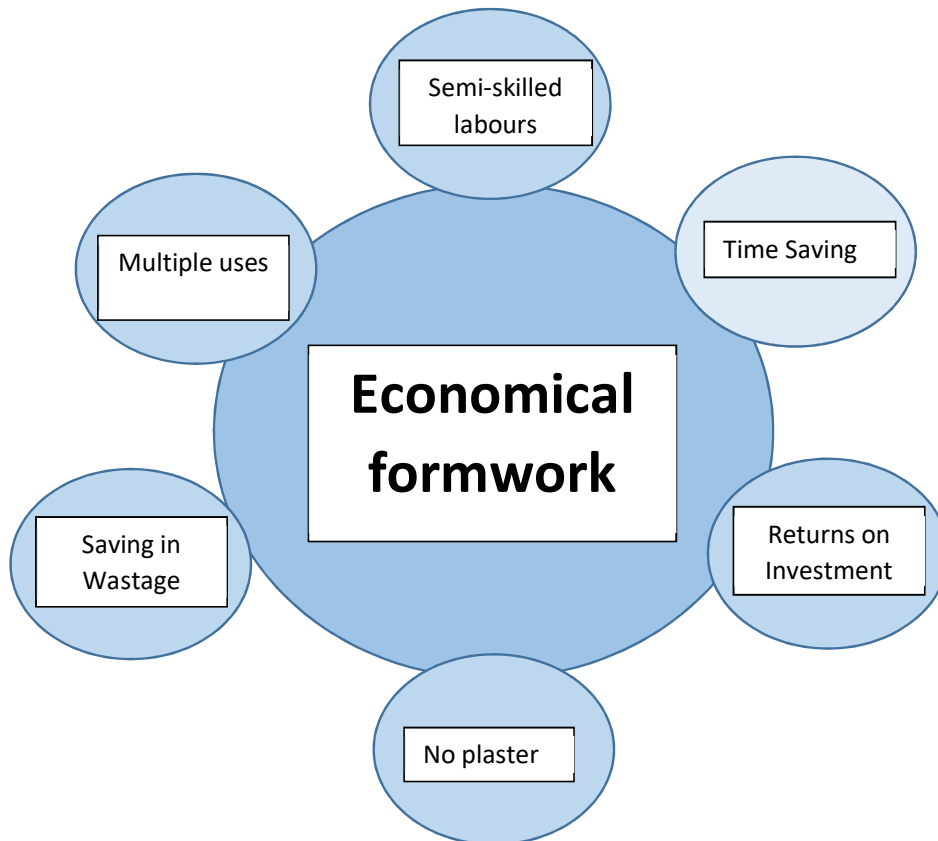 Semi-skilled
labours
Time Saving
Multiple uses
Economical
formwork
Returns on
Investment
Saving in
Wastage
No plaster